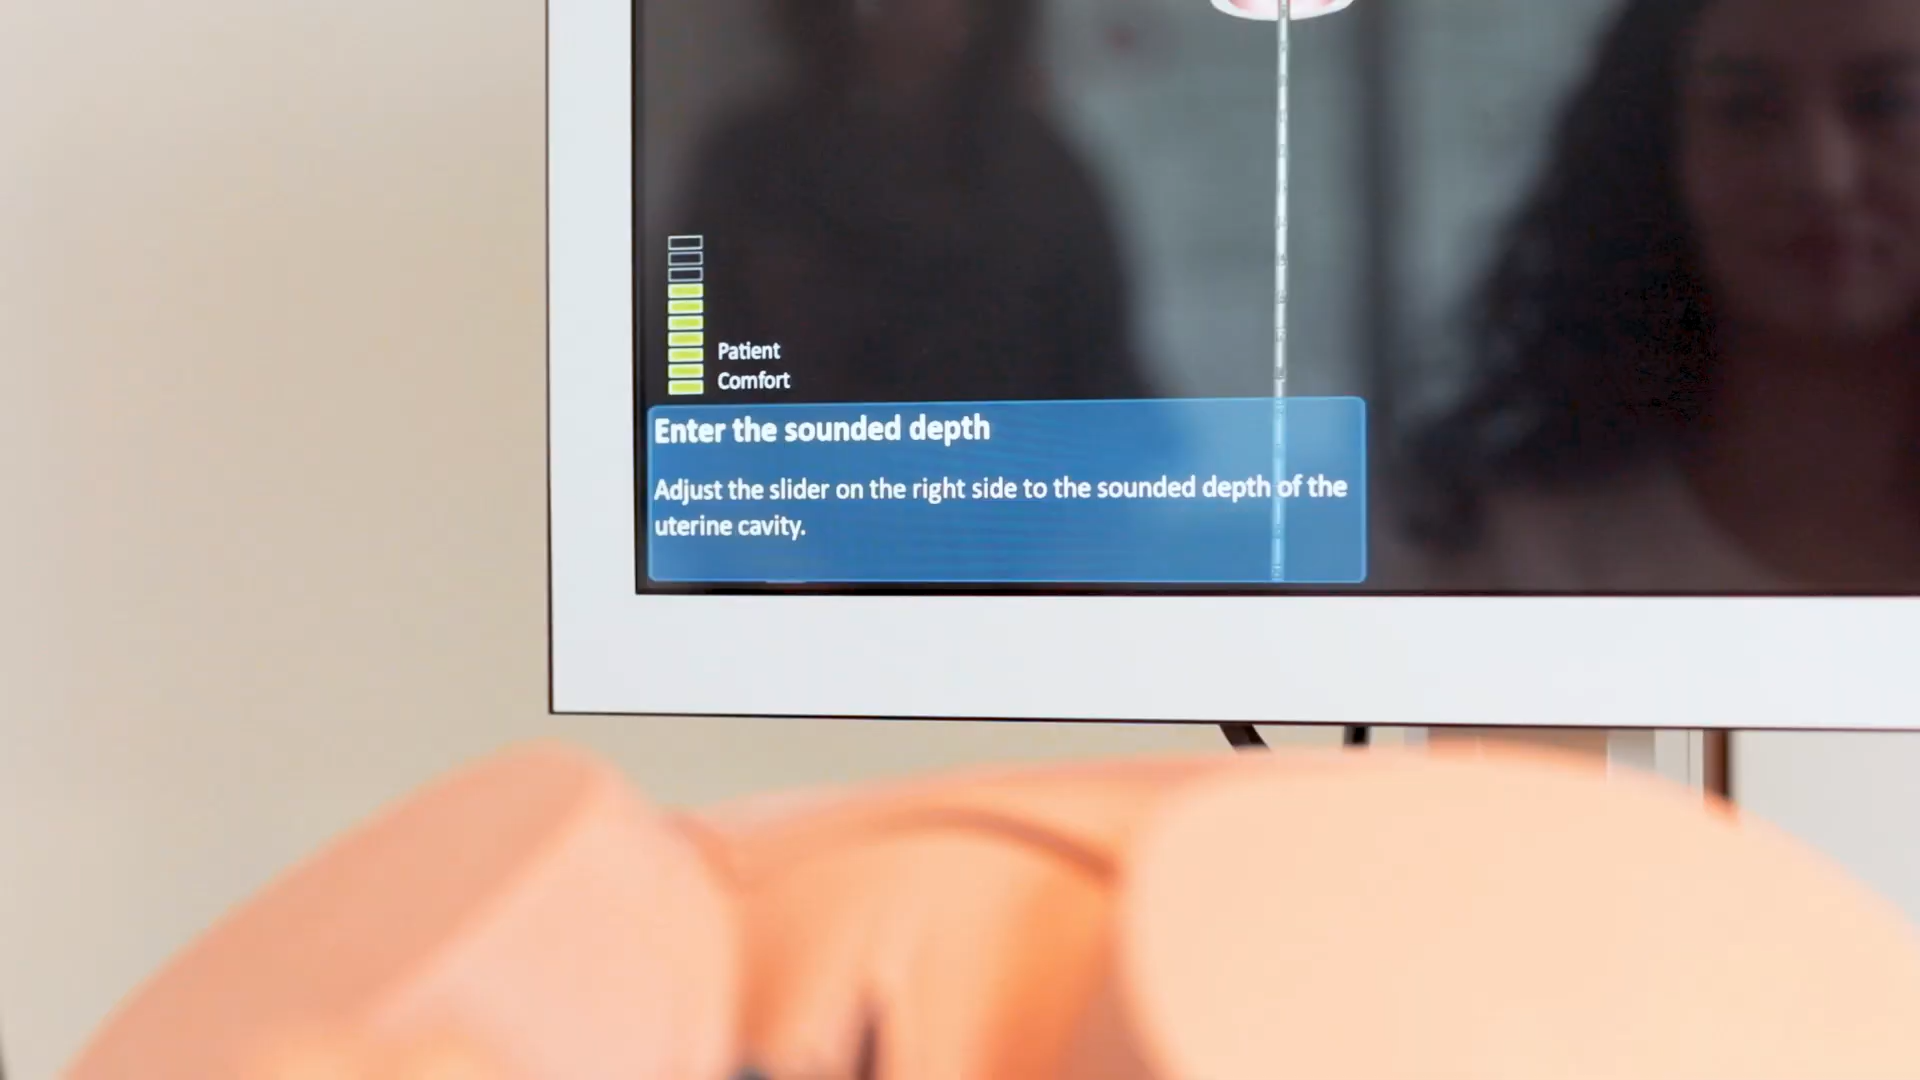 Patient
Comfort
Enter the sounded depth
Adjust the slider on the right side to the sounded depth of the
uterine cavity.